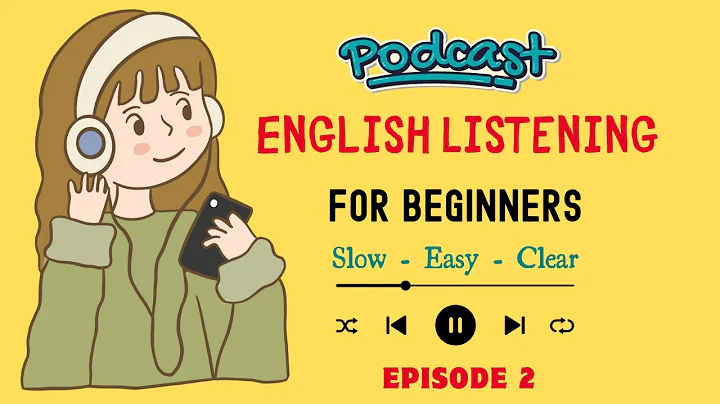 Podcast
ENGLISH LISTENING
FOR BEGINNERS
Slow - Easy - Clear
EPISODE 2